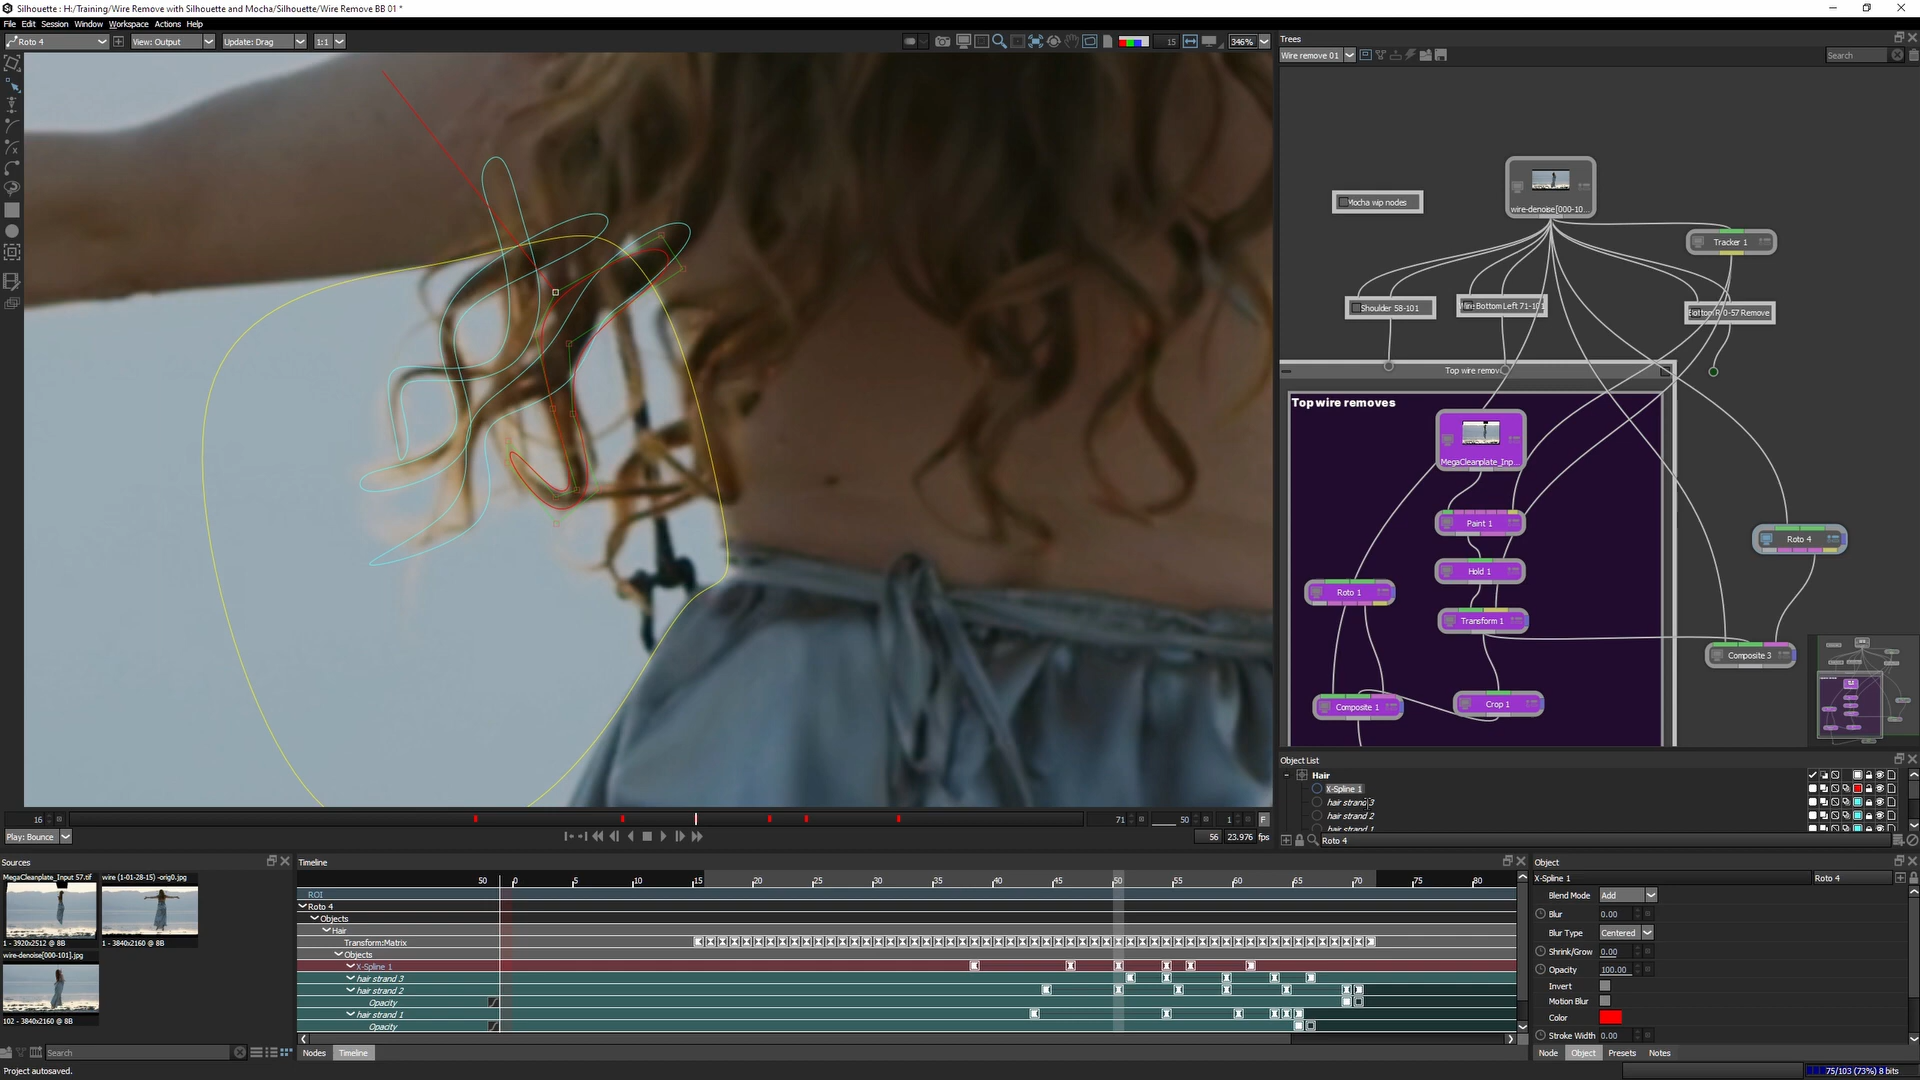 Silhouette : H:/Training/Wire Remove with Silhouette and Mocha/Silhouette/Wire Remove BB 01 *
File Edit Session Window Workspace Actions Help
Roto 4
View: Output
Update: Drag
1:1
15
346%
Trees
Wire remove 01
Search
Mocha wip nodes
wire-denoise[000-10...
Tracker 1
Shoulder 58-101
Wire Bottom Left 71-101
Bottom R 0-57 Remove
Top wire remov
Top wire removes
MegaCleanplate_Inp...
Paint 1
Hold 1
Roto 1
Transform 1
Roto 4
Composite 3
Composite 1
Crop 1
Object List
Hair
X-Spline 1
hair strand 3
hair strand 2
hair strand 1
Roto 4
16
71
50
1
F
Play: Bounce
56
23.976
fps
Sources
MegaCleanplate_Input 57.tif
wire (1-01-28-15) -orig0.jpg
1 - 3920x2512 @ 8B
1 - 3840x2160 @ 8B
wire-denoise[000-101].jpg
102 - 3840x2160 @ 8B
Search
Timeline
50 0 5 10 15 20 25 30 35 40 45 50 55 60 65 70 75 80
ROI
Roto 4
Objects
Hair
Transform:Matrix
Objects
X-Spline 1
hair strand 3
hair strand 2
Opacity
hair strand 1
Opacity
Nodes
Timeline
Object
X-Spline 1
Roto 4
Blend Mode
Add
Blur
0.00
Blur Type
Centered
Shrink/Grow
0.00
Opacity
100.00
Invert
Motion Blur
Color
Stroke Width
0.00
Node
Object
Presets
Notes
Project autosaved.
75/103 (73%) 8 bits